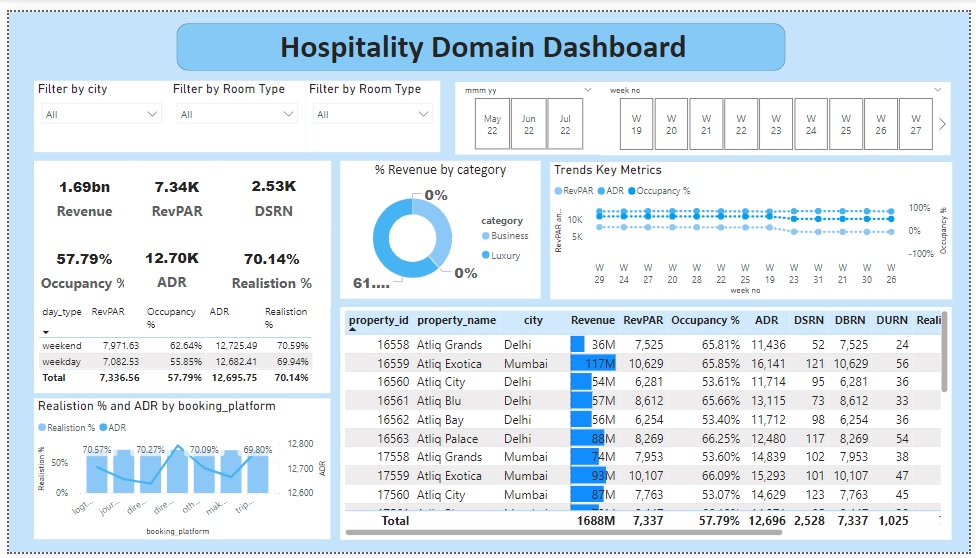 Hospitality Domain Dashboard
Filter by city
All
Filter by Room Type
All
Filter by Room Type
All
mmm yy
May 22
Jun 22
Jul 22
week no
W 19
W 20
W 21
W 22
W 23
W 24
W 25
W 26
W 27
1.69bn
Revenue
7.34K
RevPAR
2.53K
DSRN
57.79%
Occupancy %
12.70K
ADR
70.14%
Realistion %
day_type RevPAR Occupancy % ADR Realistion %
weekend 7,971.63 62.64% 12,725.49 70.59%
weekday 7,082.53 55.85% 12,682.41 69.94%
Total 7,336.56 57.79% 12,695.75 70.14%
% Revenue by category
0%
0%
61....
category
Business
Luxury
Trends Key Metrics
RevPAR ADR Occupancy %
RevPAR an..
10K
5K
100%
0%
-100%
Occupancy %
W 29
W 24
W 27
W 20
W 28
W 22
W 25
W 19
W 23
W 21
W 31
W 30
W 26
week no
Realistion % and ADR by booking_platform
Realistion % ADR
Realistion %
50%
0%
70.57% 70.27% 70.09% 69.80%
12,800
12,700
12,600
ADR
logt... jour... dire... dire... oth... mak... trip...
booking_platform
property_id property_name city Revenue RevPAR Occupancy % ADR DSRN DBRN DURN Reali
16558 Atliq Grands Delhi 36M 7,525 65.81% 11,436 52 7,525 24
16559 Atliq Exotica Mumbai 117M 10,629 65.85% 16,141 121 10,629 56
16560 Atliq City Delhi 54M 6,281 53.61% 11,714 95 6,281 36
16561 Atliq Blu Delhi 57M 8,612 65.66% 13,115 73 8,612 33
16562 Atliq Bay Delhi 56M 6,254 53.40% 11,712 98 6,254 36
16563 Atliq Palace Delhi 88M 8,269 66.25% 12,480 117 8,269 54
17558 Atliq Grands Mumbai 74M 7,953 53.60% 14,839 102 7,953 38
17559 Atliq Exotica Mumbai 93M 10,107 66.09% 15,293 101 10,107 47
17560 Atliq City Mumbai 87M 7,763 53.07% 14,629 123 7,763 45
Total 1688M 7,337 57.79% 12,696 2,528 7,337 1,025